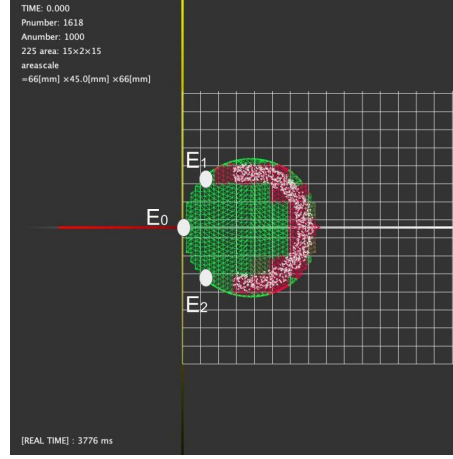 TIME: 0.000
Pnumber: 1618
Anumber: 1000
225 area: 15×2×15
areascale
=66[mm] ×45.0[mm] ×66[mm]
E1
E0
E2
[REAL TIME] : 3776 ms